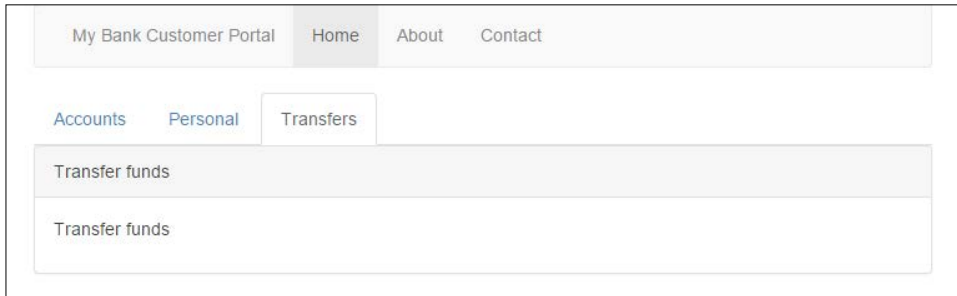 My Bank Customer Portal Home About Contact
Accounts Personal Transfers
Transfer funds
Transfer funds